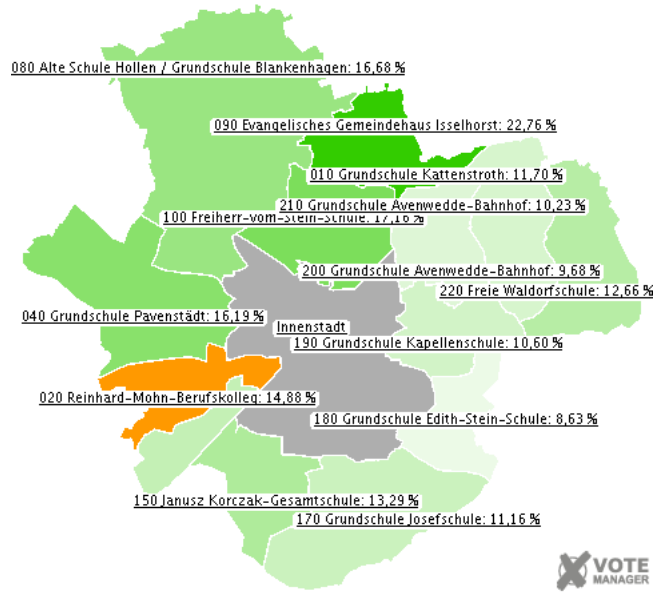 080 Alte Schule Hollen / Grundschule Blankenhagen: 16,68 %
090 Evangelisches Gemeindehaus Isselhorst: 22,76 %
010 Grundschule Kattenstroth: 11,70 %
210 Grundschule Avenwedde-Bahnhof: 10,23 %
100 Freiherr-vom-Stein-Schule: 17,16 %
200 Grundschule Avenwedde-Bahnhof: 9,68 %
220 Freie Waldorfschule: 12,66 %
040 Grundschule Pavenstädt: 16,19 %
Innenstadt
190 Grundschule Kapellenschule: 10,60 %
020 Reinhard-Mohn-Berufskolleg: 14,88 %
180 Grundschule Edith-Stein-Schule: 8,63 %
150 Janusz Korczak-Gesamtschule: 13,29 %
170 Grundschule Josefschule: 11,16 %
VOTE
MANAGER